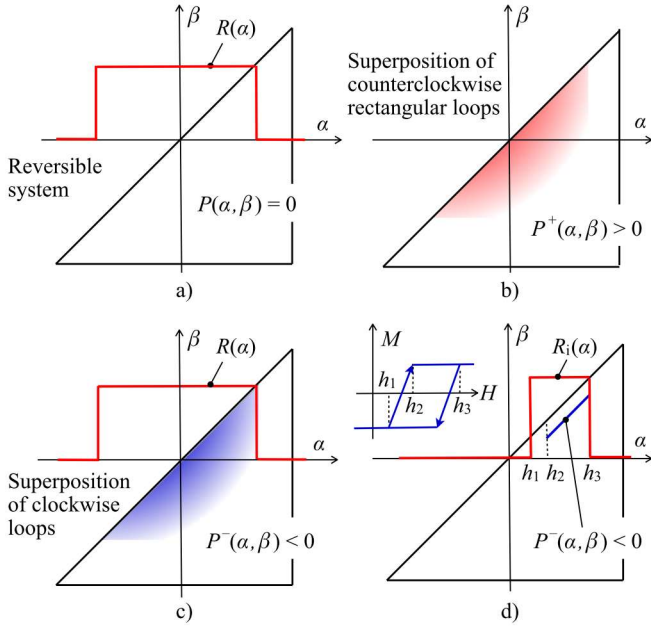 β
R(α)
α
Reversible
system
P(α, β) = 0
a)
β
Superposition of
counterclockwise
rectangular loops
α
P⁺(α, β) > 0
b)
β
R(α)
α
Superposition
of clockwise
loops
P⁻(α, β) < 0
c)
β
M
h₁
h₂
h₃
H
Rᵢ(α)
α
h₁ h₂ h₃
P⁻(α, β) < 0
d)